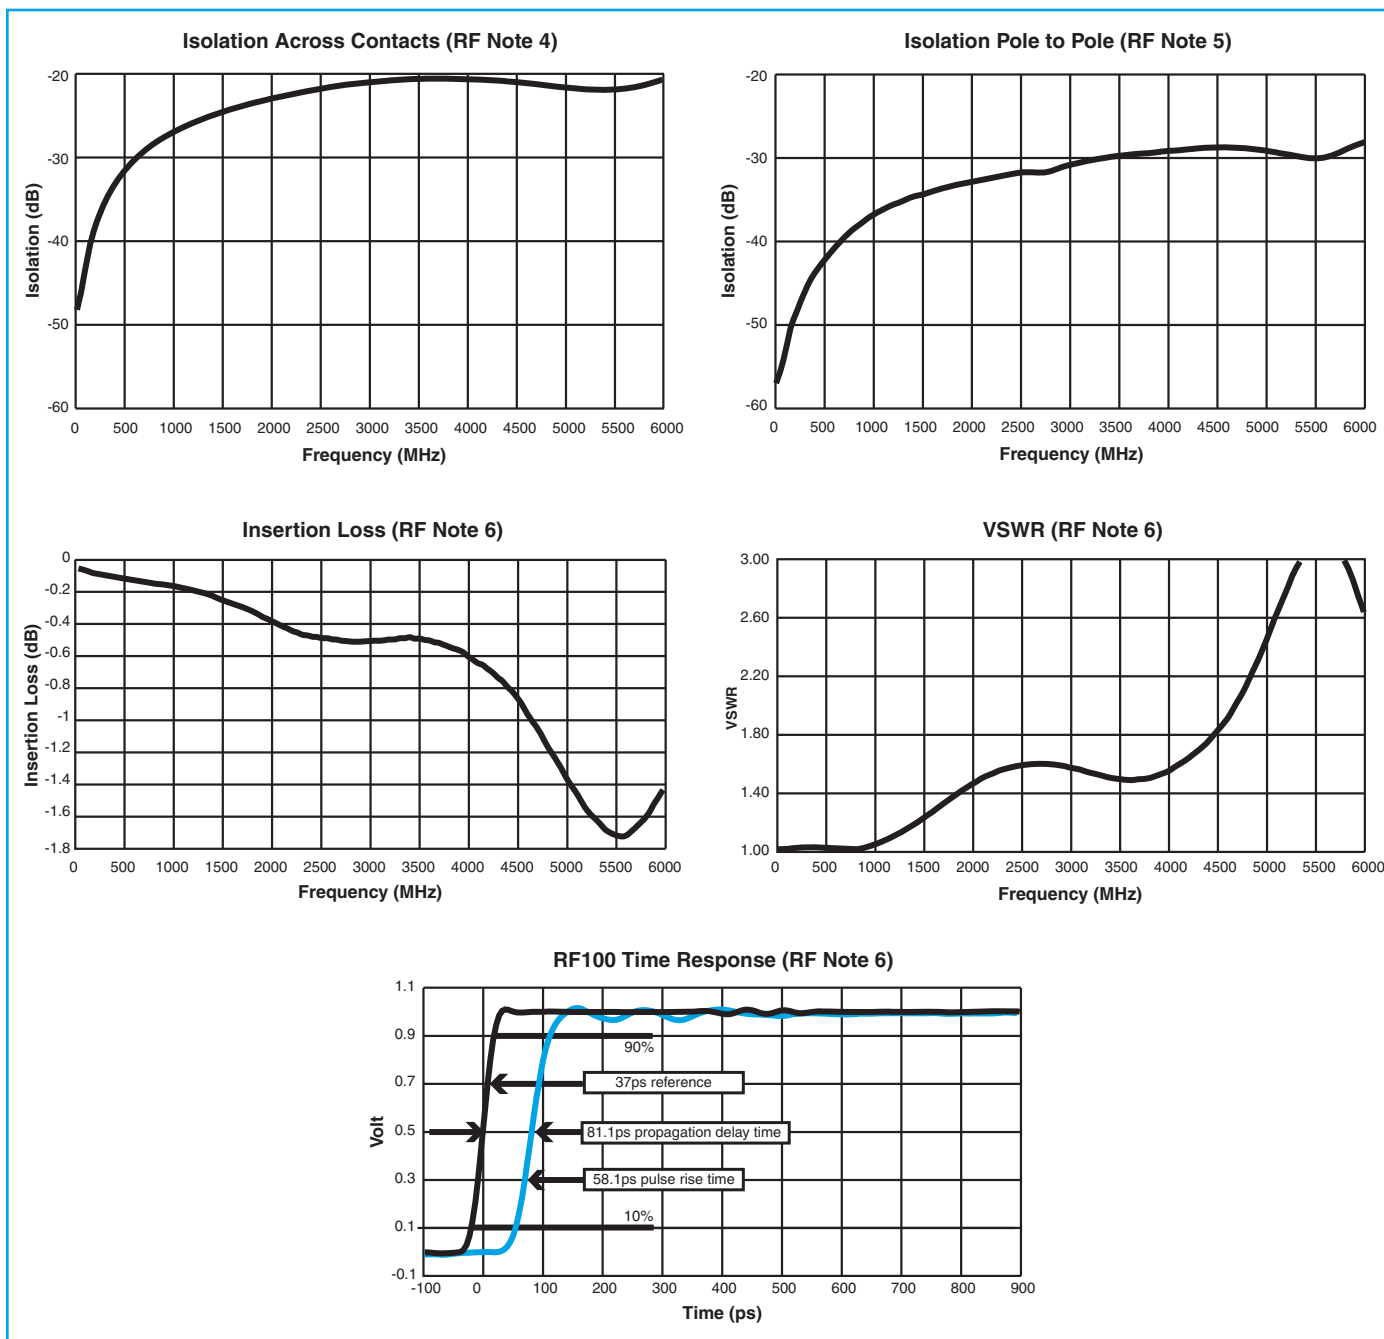 Isolation Across Contacts (RF Note 4)
Isolation (dB)
-20
-30
-40
-50
-60
0 500 1000 1500 2000 2500 3000 3500 4000 4500 5000 5500 6000
Frequency (MHz)
Isolation Pole to Pole (RF Note 5)
Isolation (dB)
-20
-30
-40
-50
-60
0 500 1000 1500 2000 2500 3000 3500 4000 4500 5000 5500 6000
Frequency (MHz)
Insertion Loss (RF Note 6)
Insertion Loss (dB)
0
-0.2
-0.4
-0.6
-0.8
-1
-1.2
-1.4
-1.6
-1.8
0 500 1000 1500 2000 2500 3000 3500 4000 4500 5000 5500 6000
Frequency (MHz)
VSWR (RF Note 6)
VSWR
3.00
2.60
2.20
1.80
1.40
1.00
0 500 1000 1500 2000 2500 3000 3500 4000 4500 5000 5500 6000
Frequency (MHz)
RF100 Time Response (RF Note 6)
Volt
1.1
0.9
0.7
0.5
0.3
0.1
-0.1
90%
37ps reference
81.1ps propagation delay time
58.1ps pulse rise time
10%
-100 0 100 200 300 400 500 600 700 800 900
Time (ps)